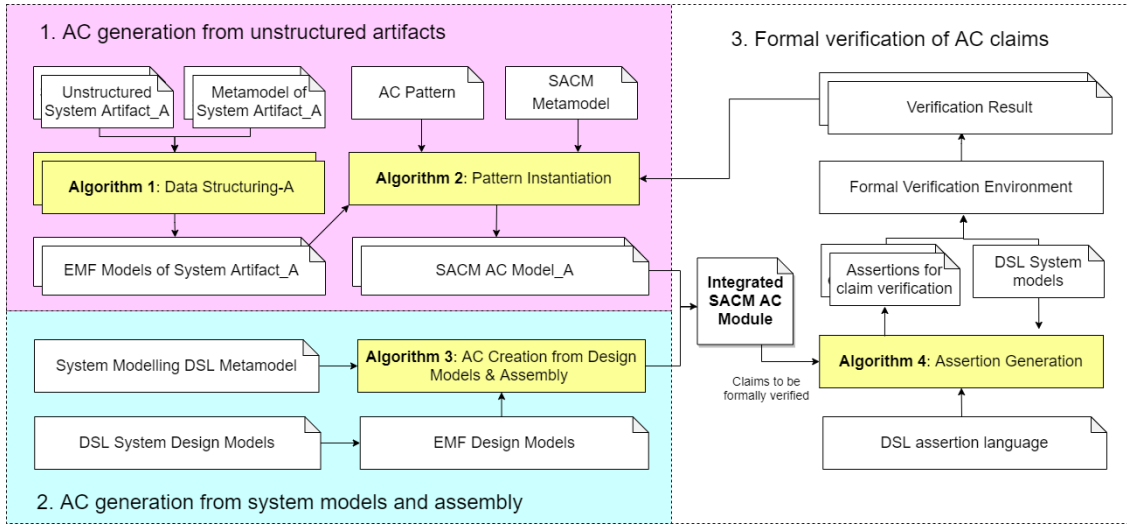 1. AC generation from unstructured artifacts
Unstructured
System Artifact_A
Metamodel of
System Artifact_A
AC Pattern
SACM
Metamodel
Algorithm 1: Data Structuring-A
Algorithm 2: Pattern Instantiation
EMF Models of System Artifact_A
SACM AC Model_A
System Modelling DSL Metamodel
Algorithm 3: AC Creation from Design
Models & Assembly
DSL System Design Models
EMF Design Models
2. AC generation from system models and assembly
Integrated
SACM AC
Module
Claims to be
formally verified
3. Formal verification of AC claims
Verification Result
Formal Verification Environment
Assertions for
claim verification
DSL System
models
Algorithm 4: Assertion Generation
DSL assertion language